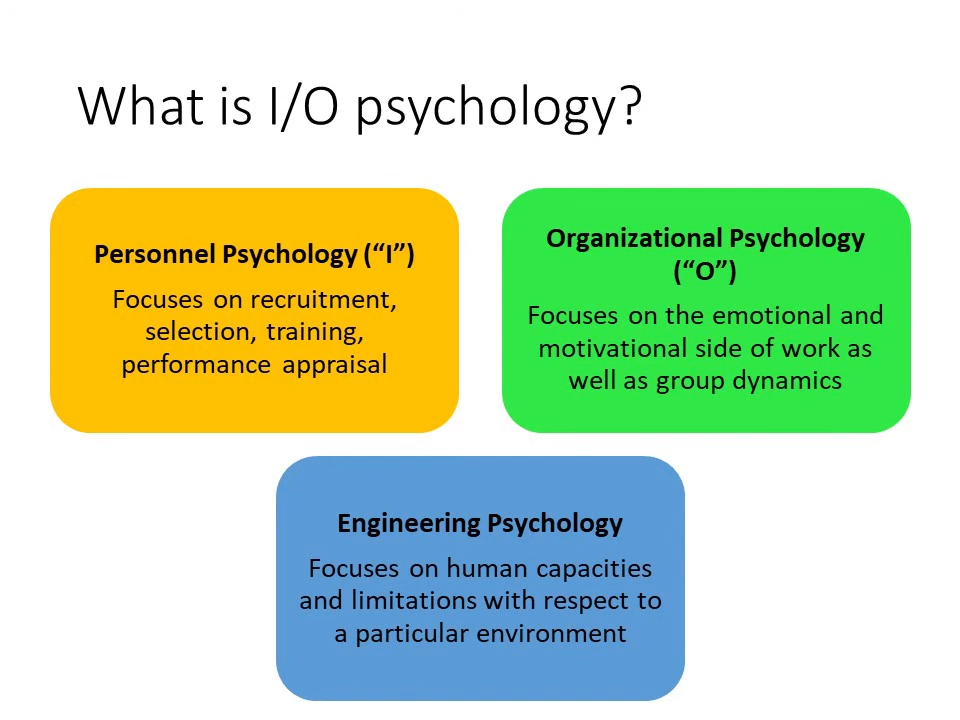 What is I/O psychology?
Personnel Psychology (“I”)
Focuses on recruitment,
selection, training,
performance appraisal
Organizational Psychology
(“O”)
Focuses on the emotional and
motivational side of work as
well as group dynamics
Engineering Psychology
Focuses on human capacities
and limitations with respect to
a particular environment